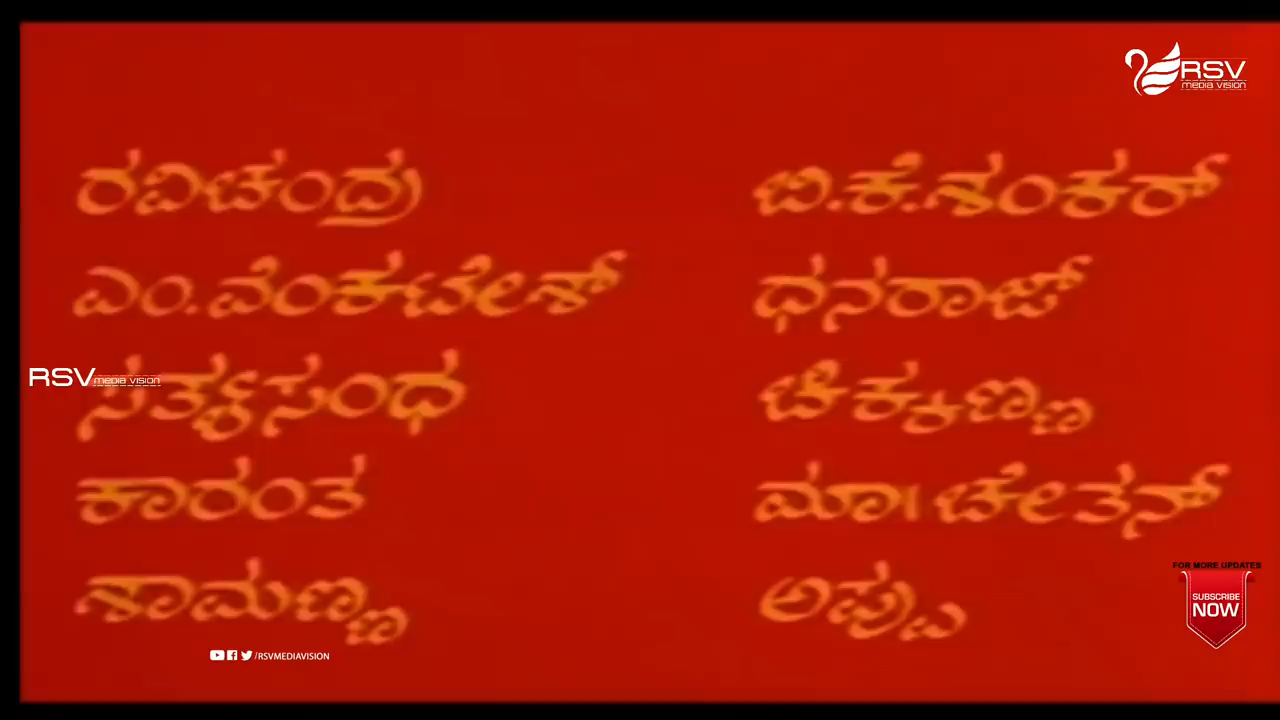 RSV
media vision
ರವಿಚಂದ್ರ
ಎಂ.ವೆಂಕಟೇಶ್
ಸತ್ಯಸಂಧ
ಕಾರಂತ
ಶಾಮಣ್ಣ
ಬಿ.ಕೆ.ಶಂಕರ್
ಧನರಾಜ್
ಚಿಕ್ಕಣ್ಣ
ಮಾ। ಚೇತನ್
ಅಪ್ಪು
RSV media vision
FOR MORE UPDATES
SUBSCRIBE
NOW
/RSVMEDIAVISION